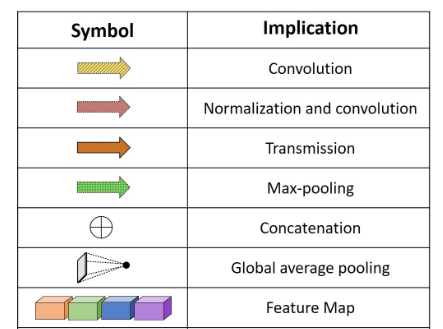 Symbol Implication
Convolution
Normalization and convolution
Transmission
Max-pooling
Concatenation
Global average pooling
Feature Map